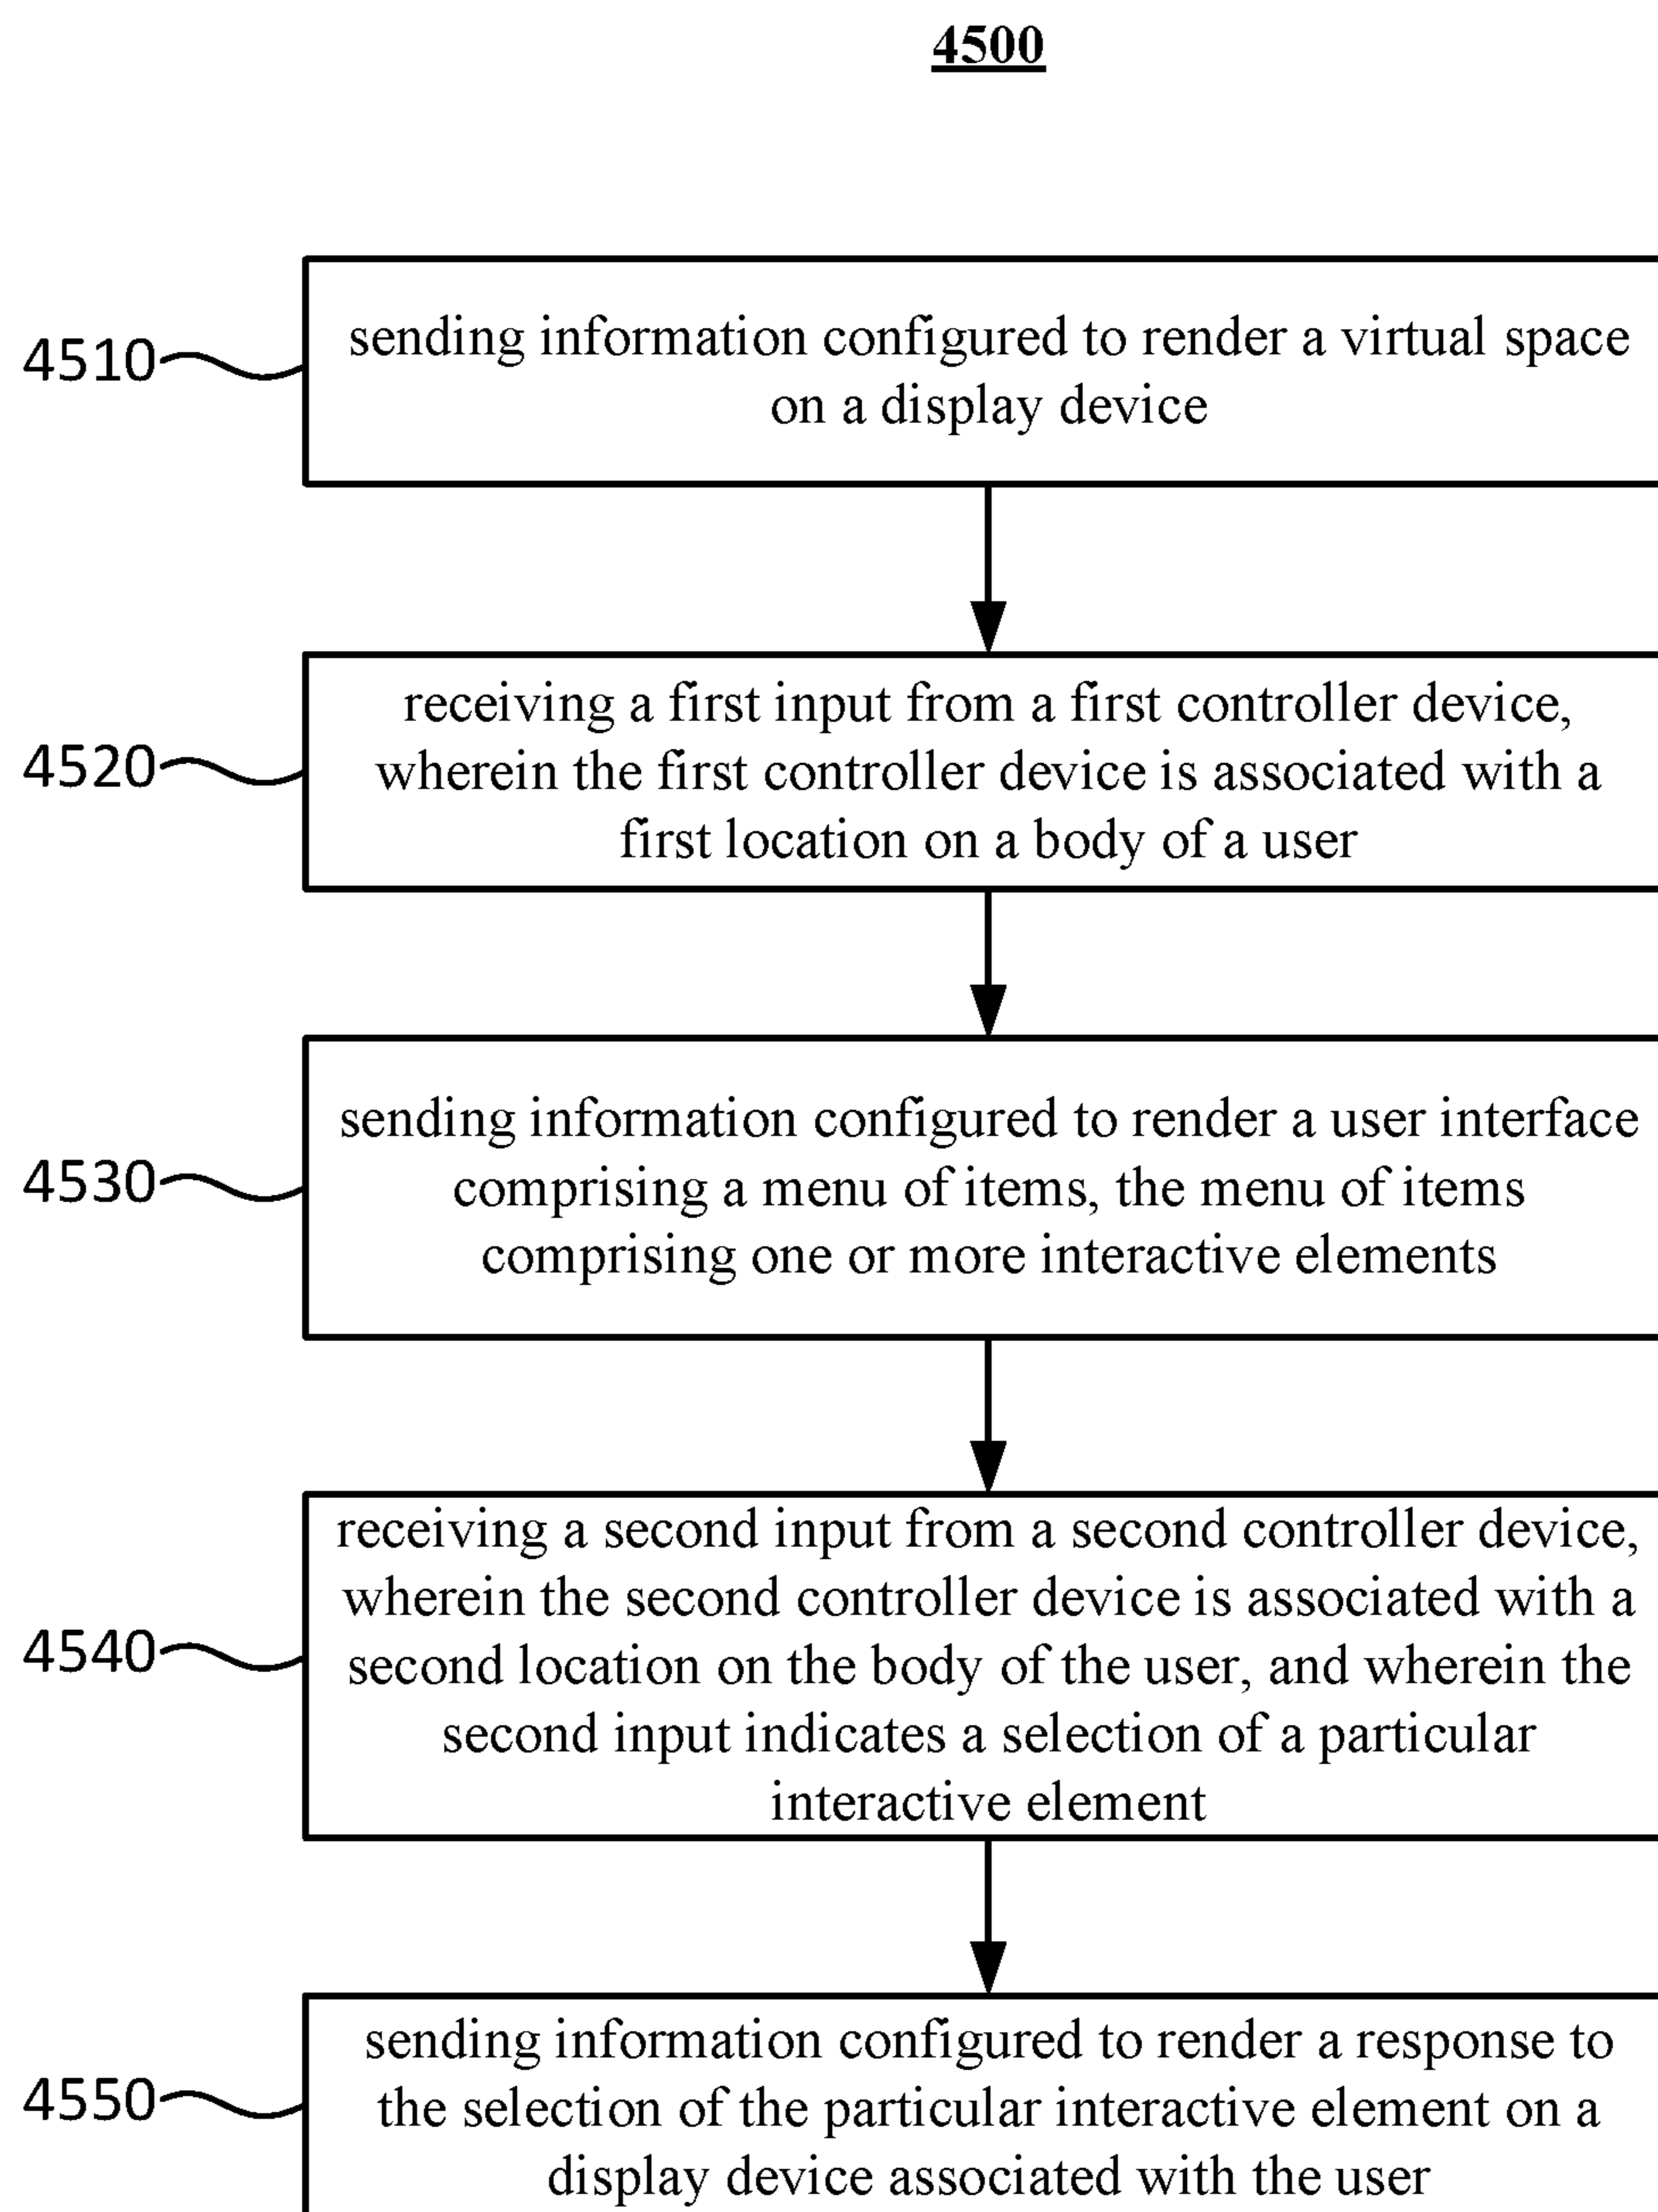 4500
4510
sending information configured to render a virtual space
on a display device
4520
receiving a first input from a first controller device,
wherein the first controller device is associated with a
first location on a body of a user
4530
sending information configured to render a user interface
comprising a menu of items, the menu of items
comprising one or more interactive elements
4540
receiving a second input from a second controller device,
wherein the second controller device is associated with a
second location on the body of the user, and wherein the
second input indicates a selection of a particular
interactive element
4550
sending information configured to render a response to
the selection of the particular interactive element on a
display device associated with the user